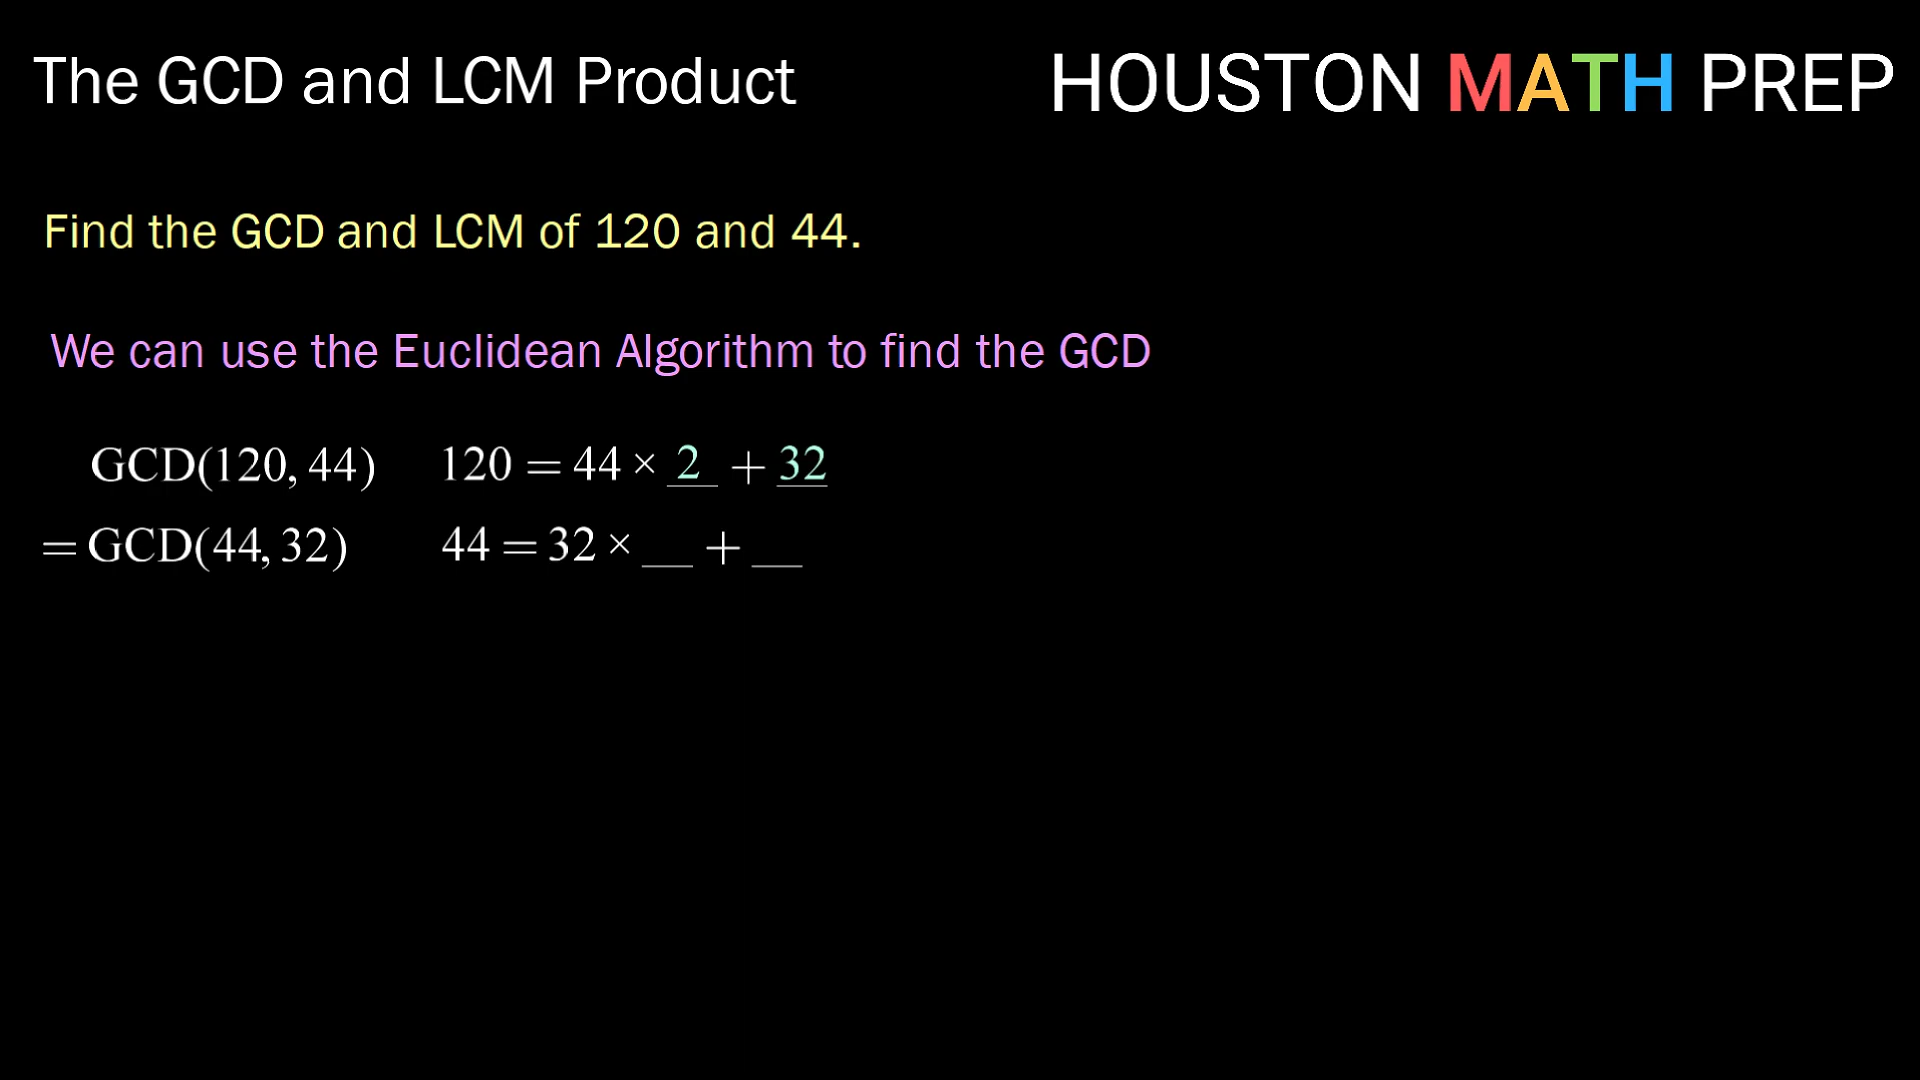 The GCD and LCM Product
HOUSTON MATH PREP
Find the GCD and LCM of 120 and 44.
We can use the Euclidean Algorithm to find the GCD
GCD(120, 44) 120 = 44 × 2 + 32
= GCD(44, 32) 44 = 32 × __ + __